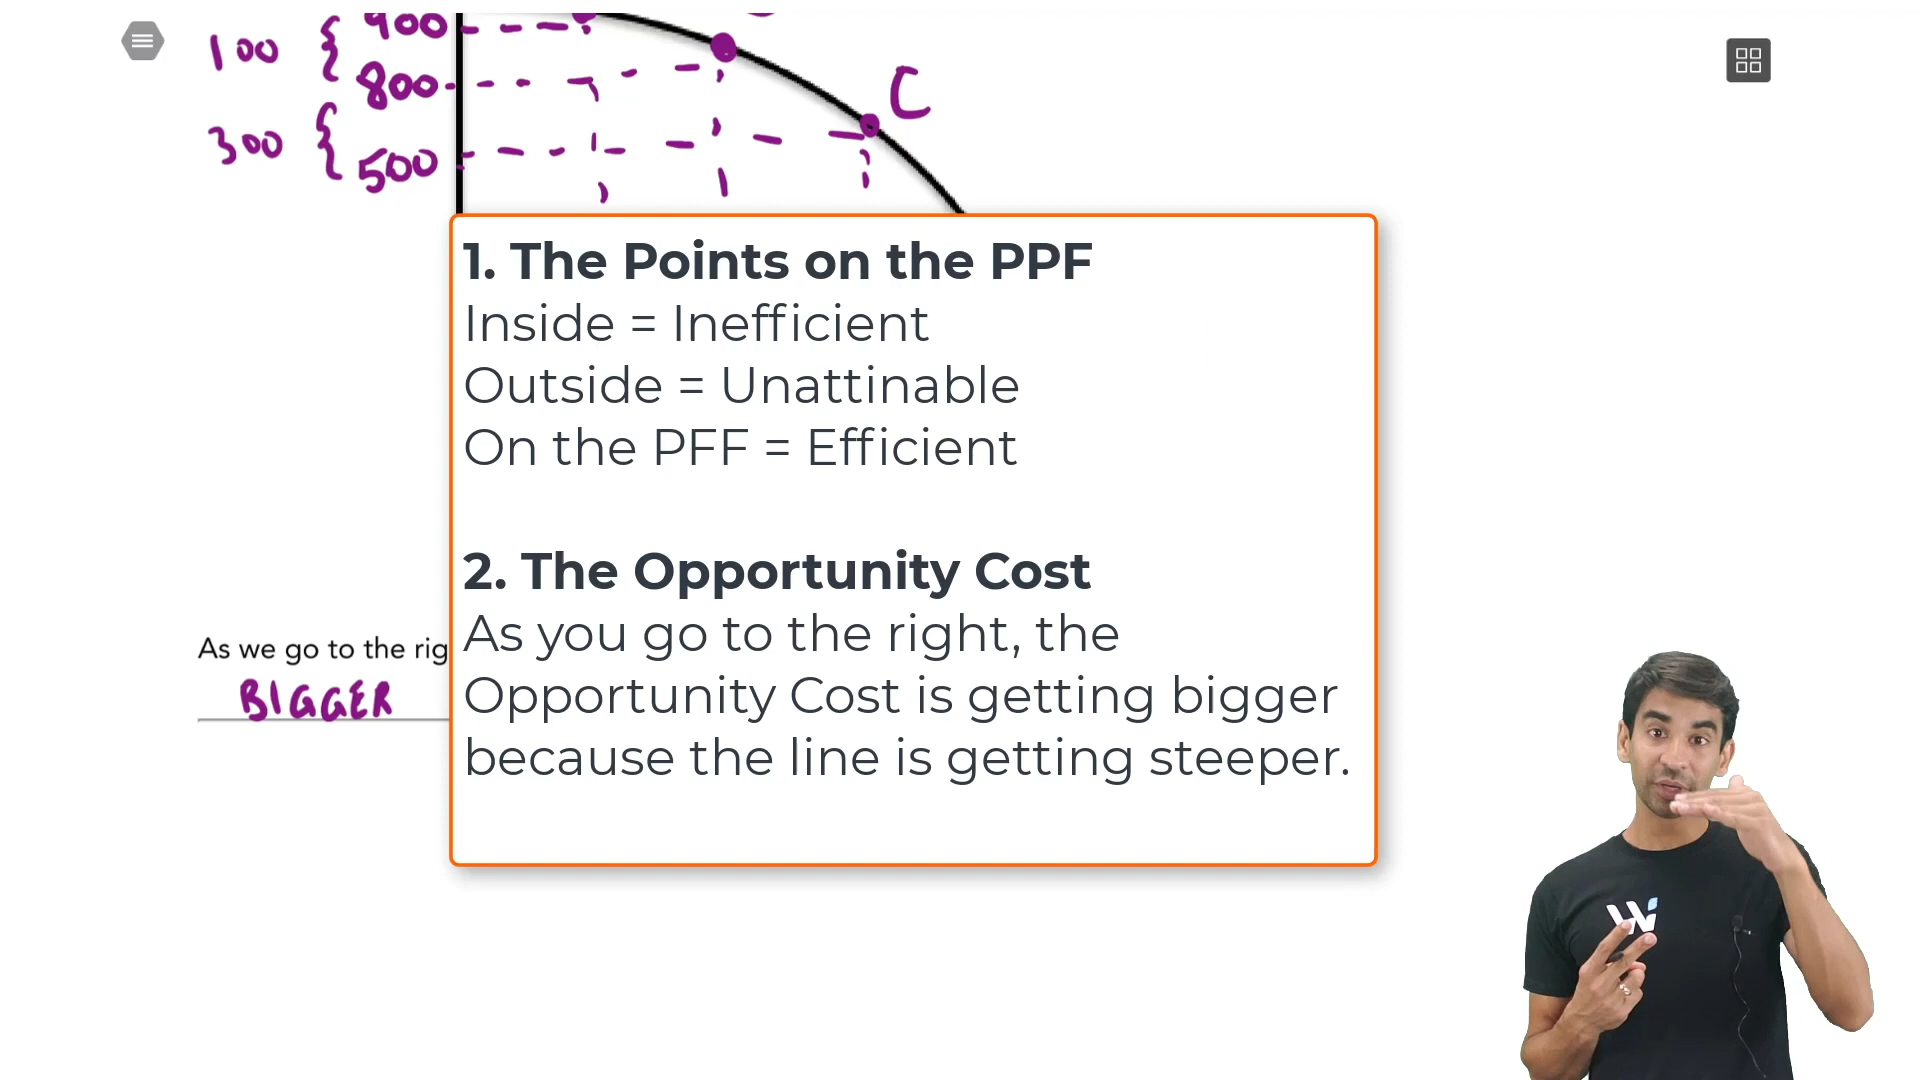 900
100 {
800
C
300 {
500
1. The Points on the PPF
Inside = Inefficient
Outside = Unattinable
On the PFF = Efficient
2. The Opportunity Cost
As you go to the right, the
Opportunity Cost is getting bigger
because the line is getting steeper.
As we go to the rig
BIGGER
W